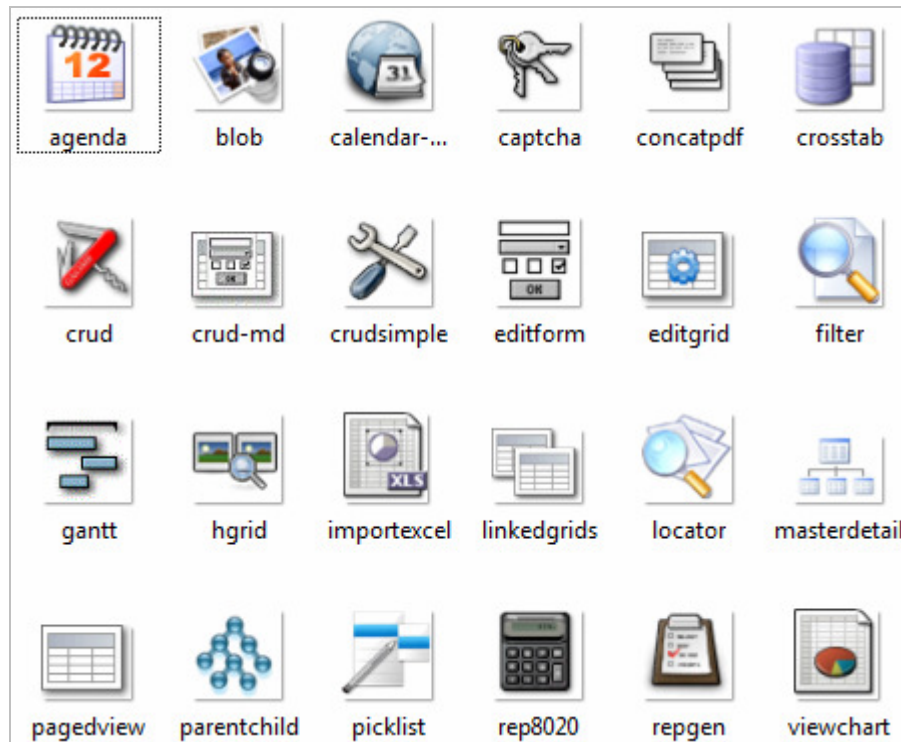 12
31
agenda blob calendar-... captcha concatpdf crosstab
OK
OK
crud crud-md crudsimple editform editgrid filter
XLS
gantt hgrid importexcel linkedgrids locator masterdetail
pagedview parentchild picklist rep8020 repgen viewchart